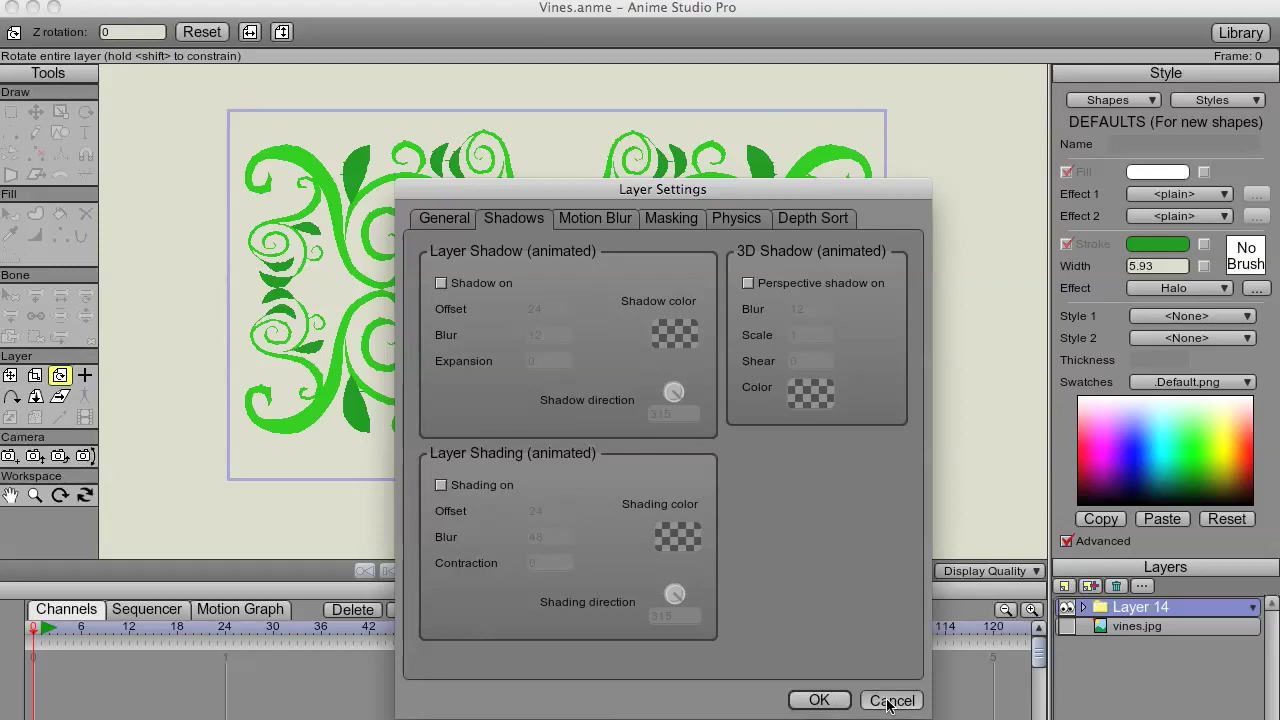 Vines.anme – Anime Studio Pro
Z rotation: 0 Reset Library
Rotate entire layer (hold <shift> to constrain) Frame: 0
Tools
Draw
Fill
Bone
Layer
Camera
Workspace
Layer Settings
General Shadows Motion Blur Masking Physics Depth Sort
Layer Shadow (animated)
Shadow on
Offset 24
Blur 12
Expansion 0
Shadow color
Shadow direction
315
3D Shadow (animated)
Perspective shadow on
Blur 12
Scale 1
Shear 0
Color
Layer Shading (animated)
Shading on
Offset 24
Blur 48
Contraction 0
Shading color
Shading direction
315
OK Cancel
Style
Shapes Styles
DEFAULTS (For new shapes)
Name
Fill
Effect 1 <plain> ...
Effect 2 <plain> ...
Stroke
No Brush
Width 5.93
Effect Halo ...
Style 1 <None>
Style 2 <None>
Thickness
Swatches .Default.png
Copy Paste Reset
Advanced
Display Quality
Layers
Layer 14
vines.jpg
Channels Sequencer Motion Graph Delete
0 6 12 18 24 30 36 42 114 120
0 1 5